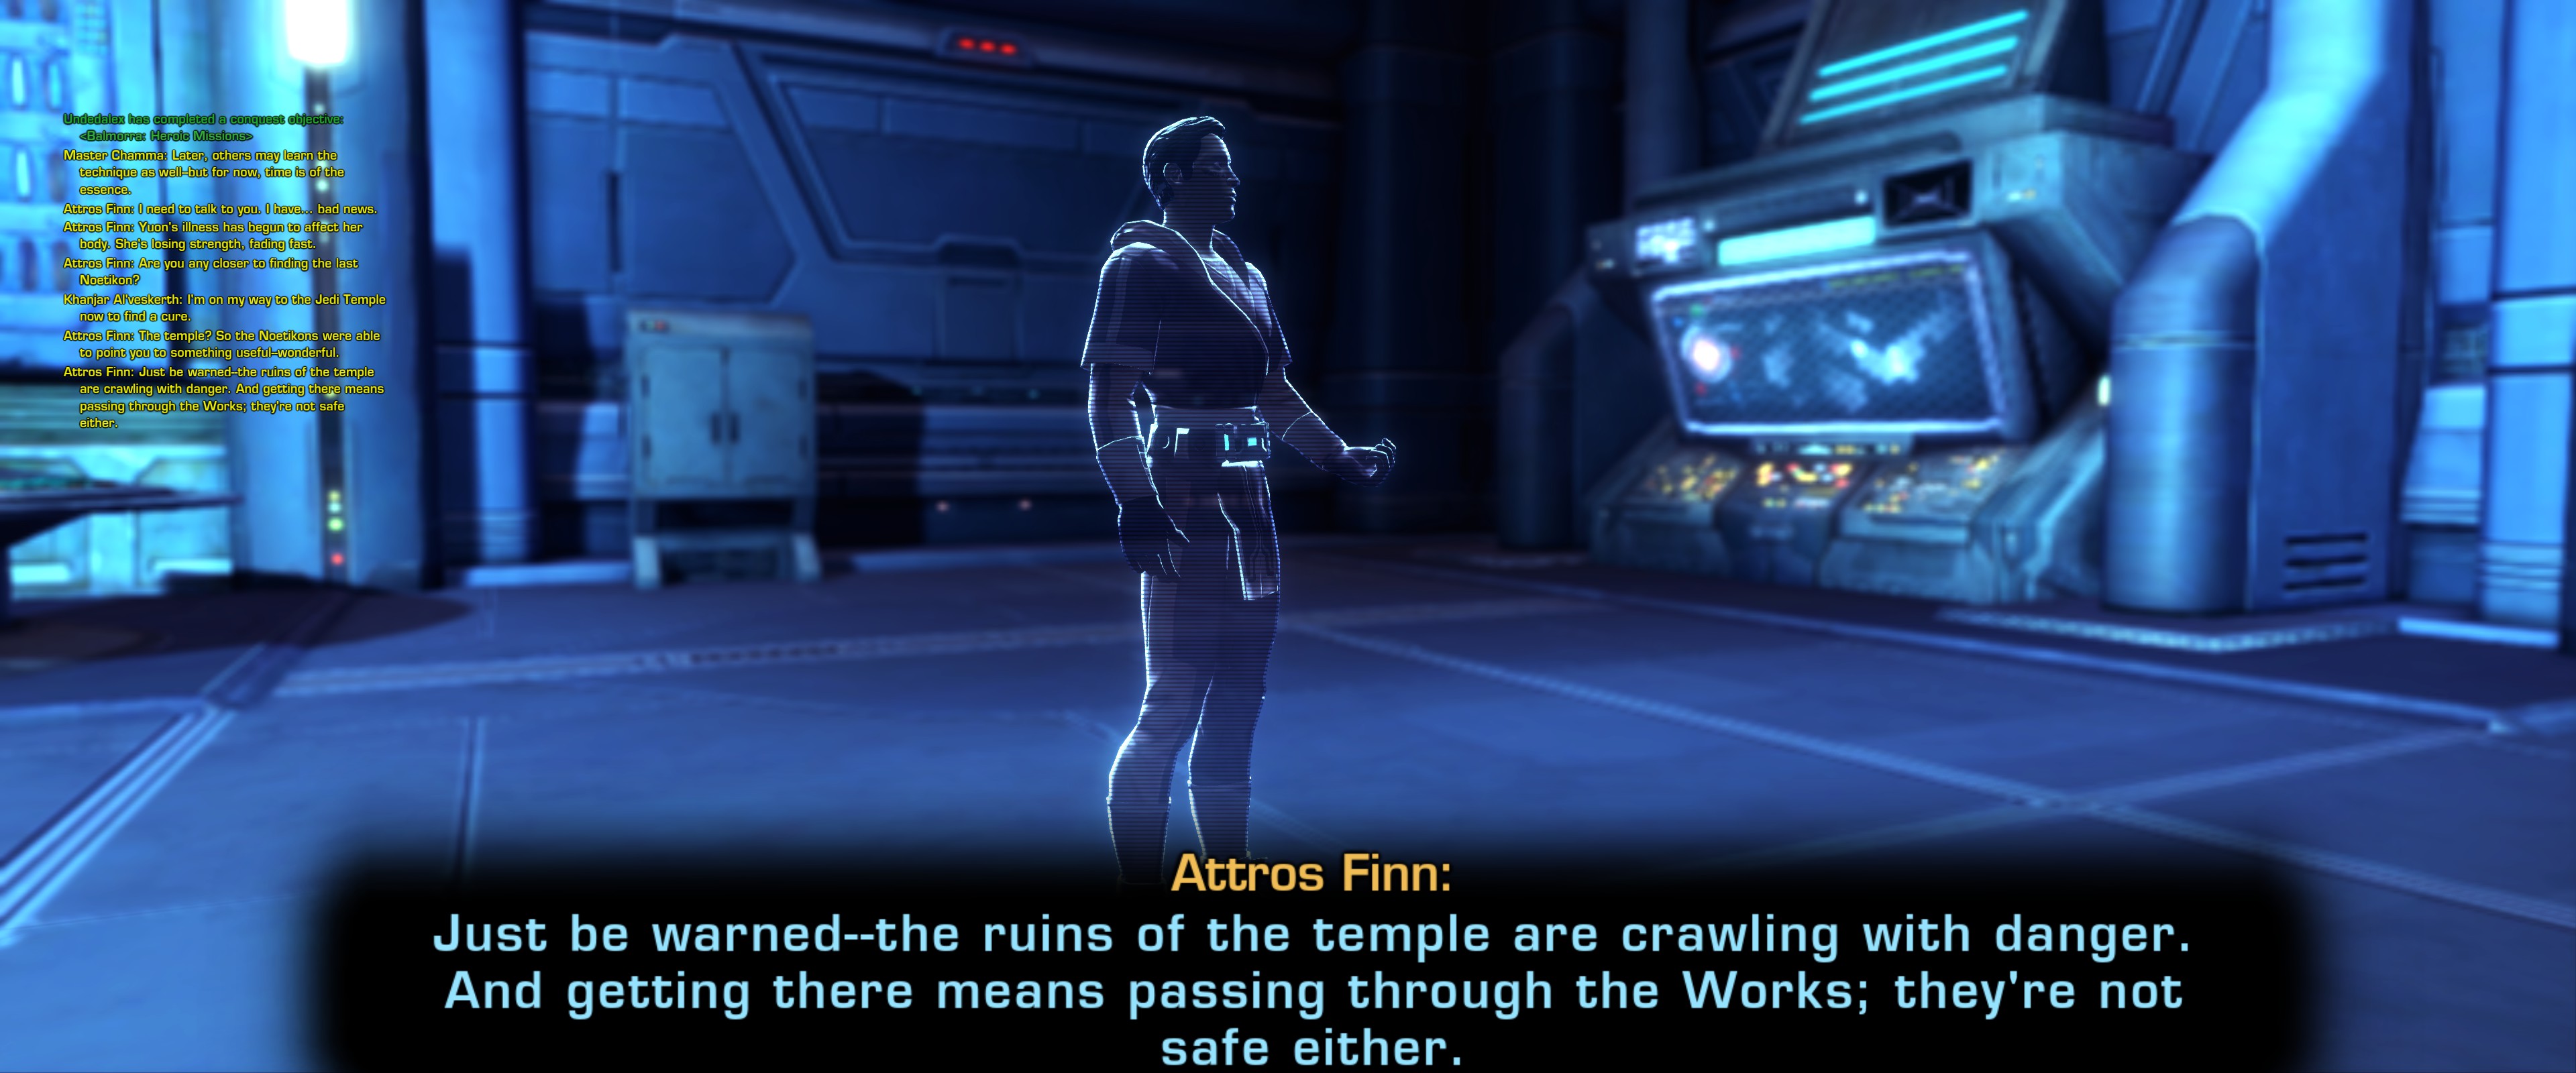 Undedalex has completed a conquest objective:
<Balmorra: Heroic Missions>
Master Chamma: Later, others may learn the
technique as well--but for now, time is of the
essence.
Attros Finn: I need to talk to you. I have... bad news.
Attros Finn: Yuon's illness has begun to affect her
body. She's losing strength, fading fast.
Attros Finn: Are you any closer to finding the last
Noetikon?
Khanjar Al'veskerth: I'm on my way to the Jedi Temple
now to find a cure.
Attros Finn: The temple? So the Noetikons were able
to point you to something useful--wonderful.
Attros Finn: Just be warned--the ruins of the temple
are crawling with danger. And getting there means
passing through the Works; they're not safe
either.
Attros Finn:
Just be warned--the ruins of the temple are crawling with danger.
And getting there means passing through the Works; they're not
safe either.